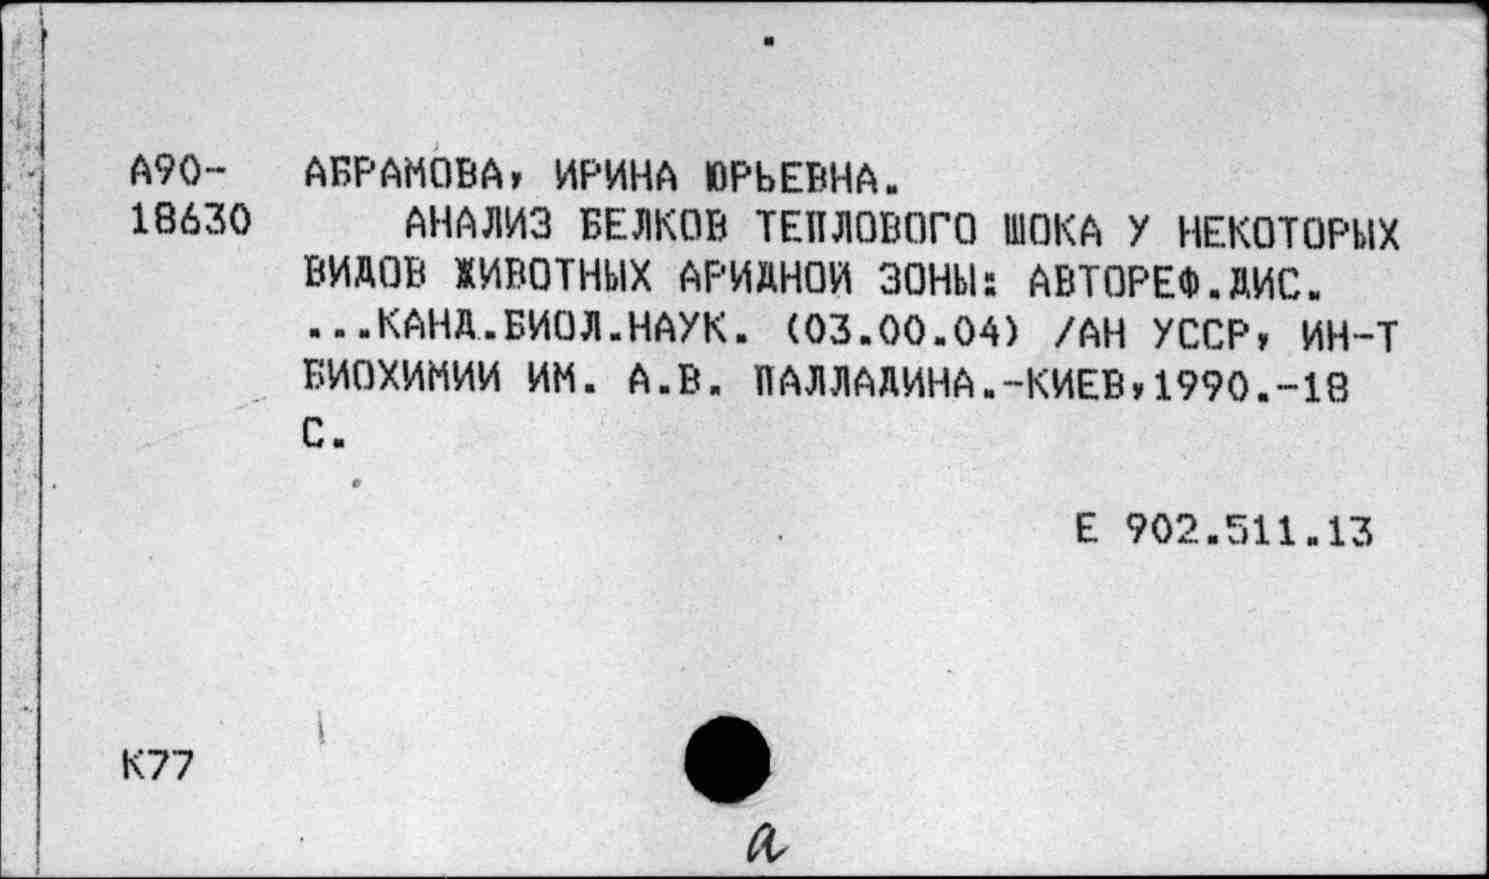 А90- АБРАМОВА, ИРИНА ЮРЬЕВНА.
18630 АНАЛИЗ БЕЛКОВ ТЕПЛОВОГО ШОКА У НЕКОТОРЫХ
ВИДОВ ЖИВОТНЫХ АРИДНОЙ ЗОНЫ: АВТОРЕФ.ДИС.
...КАНД.БИОЛ.НАУК. (03.00.04) /АН УССР, ИН-Т
БИОХИМИИ ИМ. А.В. ПАЛЛАДИНА.-КИЕВ,1990.-18
С.
Е 902.511.13
К77
а